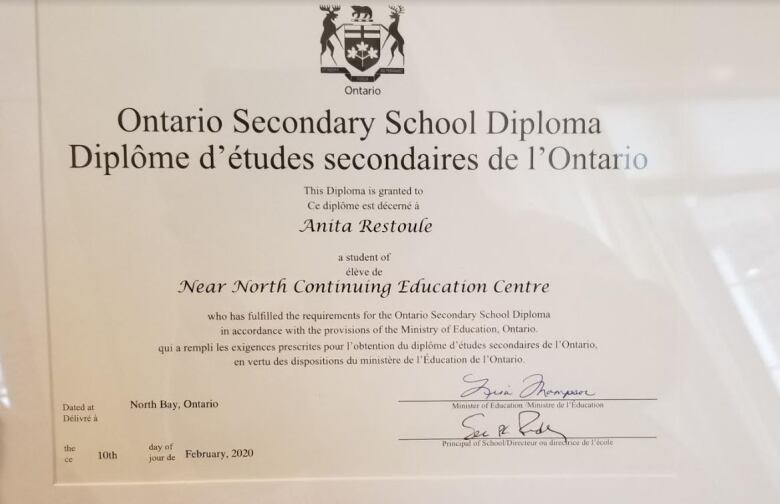 Ontario
Ontario Secondary School Diploma
Diplôme d'études secondaires de l'Ontario
This Diploma is granted to
Ce diplôme est décerné à
Anita Restoule
a student of
élève de
Near North Continuing Education Centre
who has fulfilled the requirements for the Ontario Secondary School Diploma
in accordance with the provisions of the Ministry of Education, Ontario.
qui a rempli les exigences prescrites pour l'obtention du diplôme d'études secondaires de l'Ontario,
en vertu des dispositions du ministère de l'Éducation de l'Ontario.
Lisa Thompson
Minister of Education /Ministre de l'Éducation
Dated at North Bay, Ontario
Délivré à
Principal of School/Directeur ou directrice de l'école
the 10th day of February, 2020
ce jour de